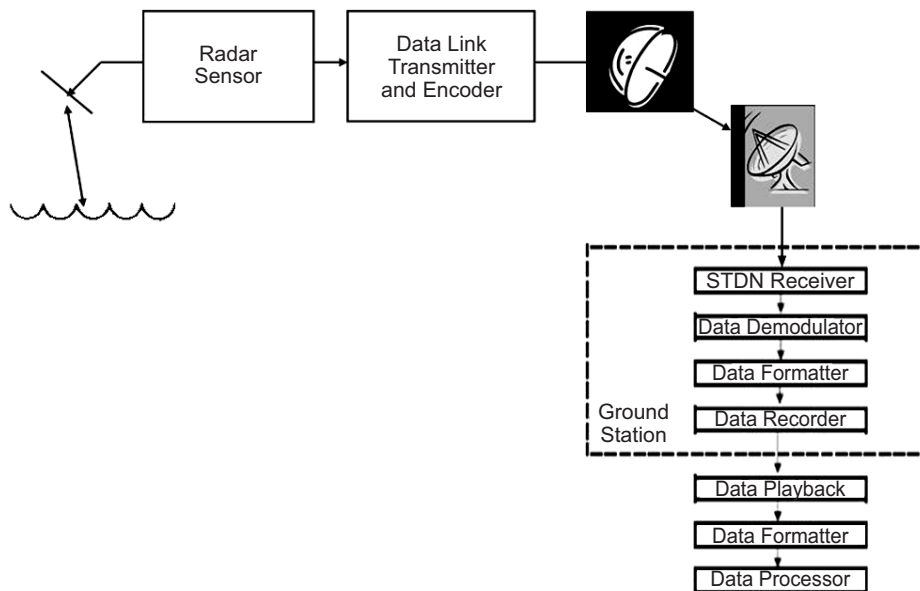 Radar
Sensor
Data Link
Transmitter
and Encoder
STDN Receiver
Data Demodulator
Data Formatter
Ground
Station
Data Recorder
Data Playback
Data Formatter
Data Processor